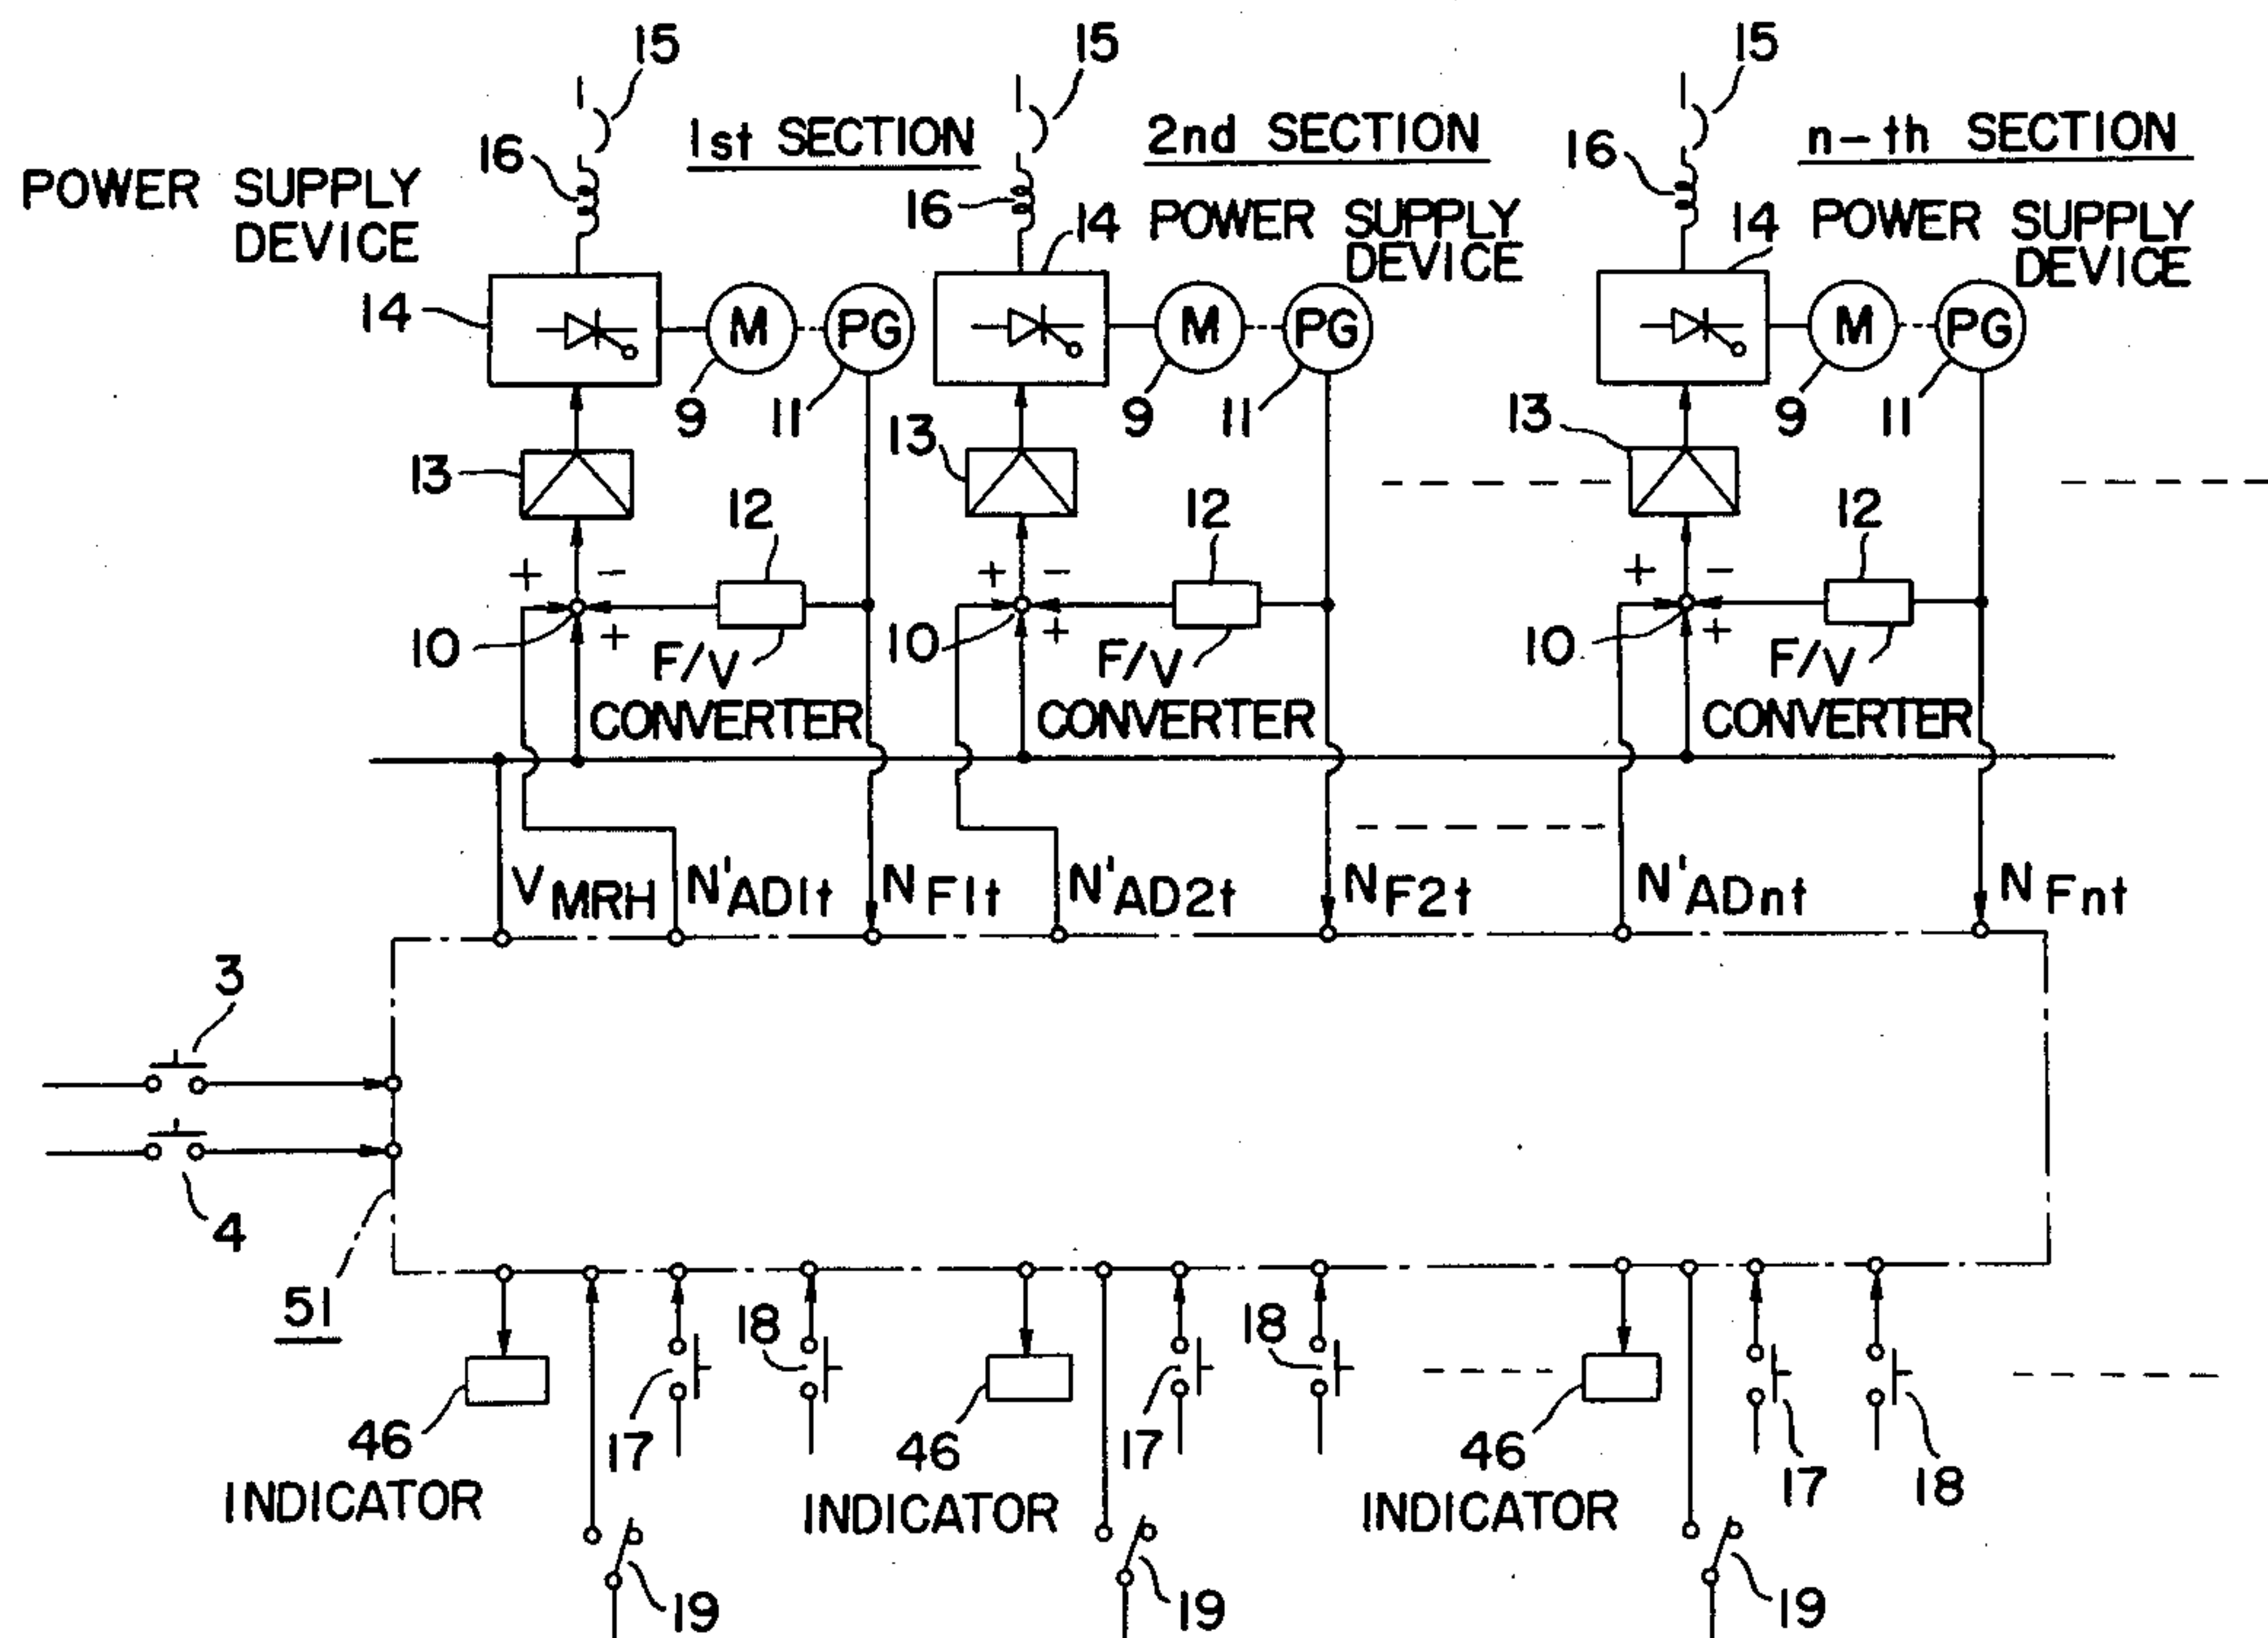 15 15 15
1st SECTION 2nd SECTION n-th SECTION
16 16 16
POWER SUPPLY DEVICE
14 POWER SUPPLY DEVICE
14 POWER SUPPLY DEVICE
14 M PG M PG M PG
9 11 9 11 9 11
13 13 13
12 12 12
+ - + - + -
10 + 10 + 10 +
F/V CONVERTER F/V CONVERTER F/V CONVERTER
VMRH N'AD1t NF1t N'AD2t NF2t N'ADnt NFnt
3
4
51
18 18
46 17 46 17 46 17 18
INDICATOR INDICATOR INDICATOR
19 19 19